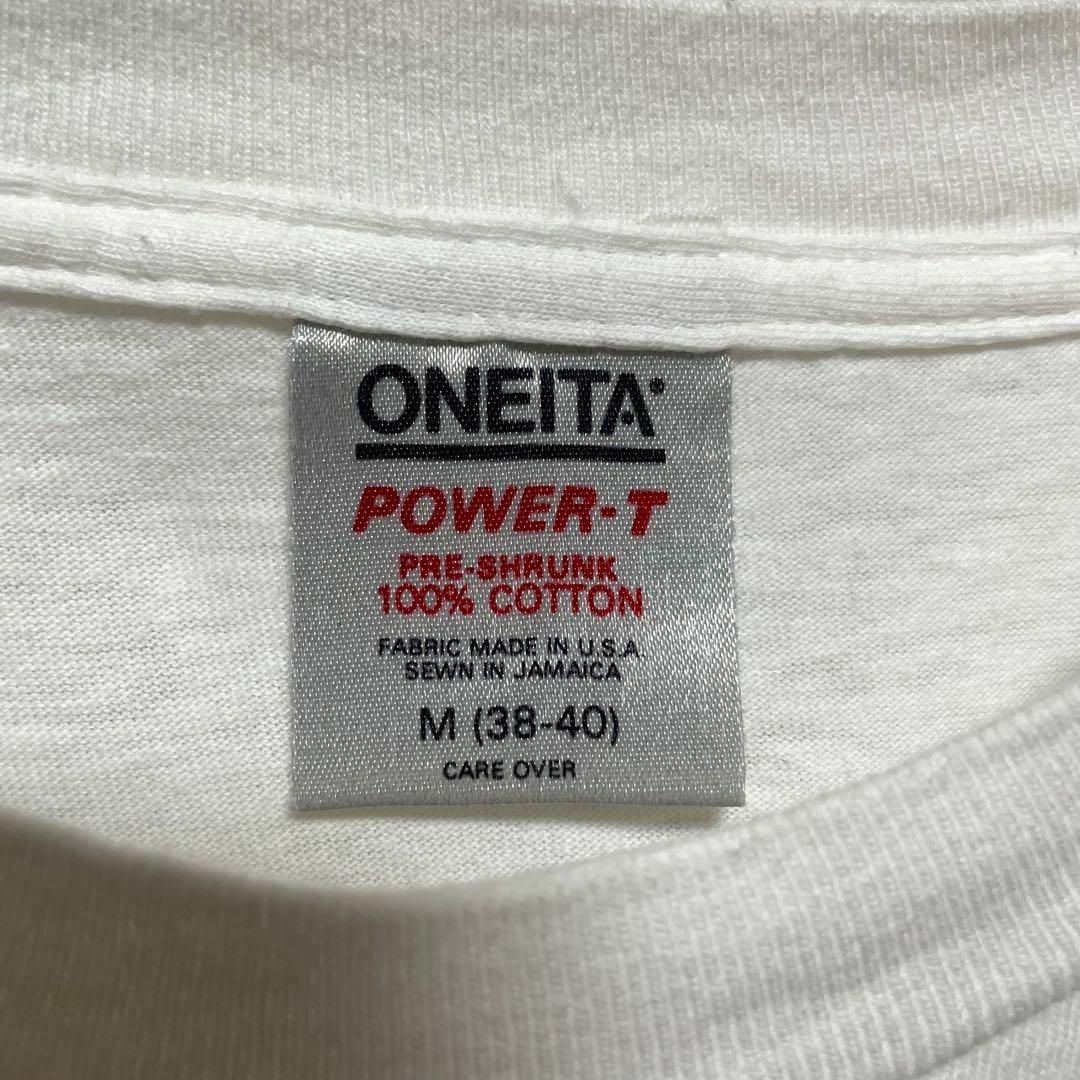 ONEITA
POWER-T
PRE-SHRUNK
100% COTTON
FABRIC MADE IN U.S.A.
SEWN IN JAMAICA
M (38-40)
CARE OVER